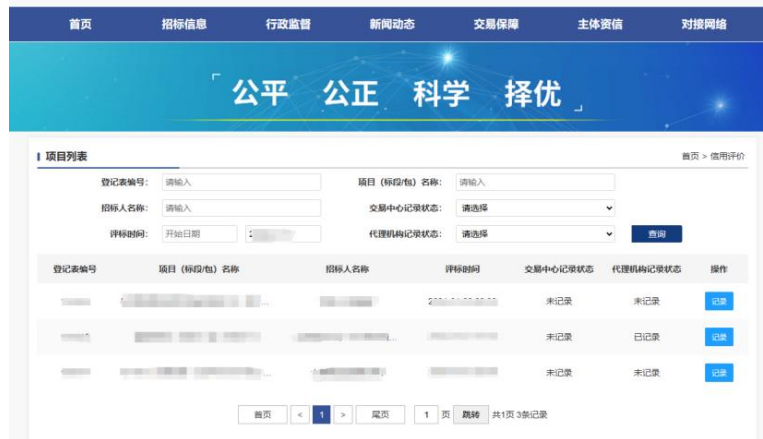 首页 招标信息 行政监督 新闻动态 交易保障 主体资信 对接网络
「公平 公正 科学 择优」
项目列表 首页 > 信用评价
登记表编号： 请输入 项目（标段/包）名称： 请输入
招标人名称： 请输入 交易中心记录状态： 请选择
评标时间： 开始日期 代理机构记录状态： 请选择 查询
登记表编号 项目（标段/包）名称 招标人名称 评标时间 交易中心记录状态 代理机构记录状态 操作
未记录 未记录 记录
未记录 已记录 记录
未记录 未记录 记录
首页 < 1 > 尾页 1 页 跳转 共1页 3条记录